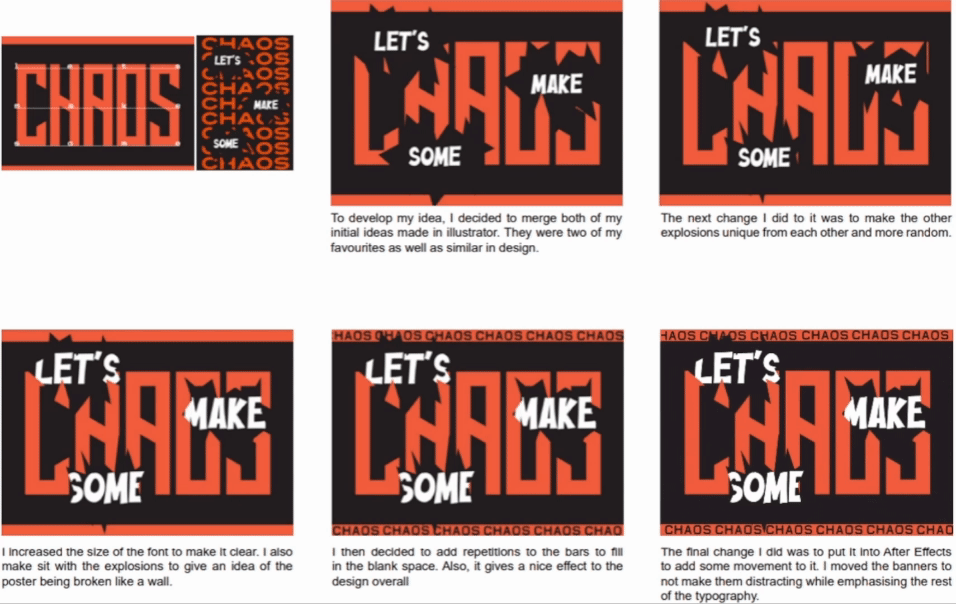 CHAOS
CHAOS
LET'S
CHAOS
MAKE
CHAOS
SOME
CHAOS
LET'S
CHAOS
MAKE
SOME
To develop my idea, I decided to merge both of my
initial ideas made in illustrator. They were two of my
favourites as well as similar in design.
LET'S
CHAOS
MAKE
SOME
The next change I did to it was to make the other
explosions unique from each other and more random.
LET'S
CHAOS
MAKE
SOME
I increased the size of the font to make it clear. I also
make sit with the explosions to give an idea of the
poster being broken like a wall.
HAOS CHAOS CHAOS CHAOS CHAOS CHAOS
LET'S
CHAOS
MAKE
SOME
CHAOS CHAOS CHAOS CHAOS CHAOS CHAO
I then decided to add repetitions to the bars to fill
in the blank space. Also, it gives a nice effect to the
design overall
HAOS CHAOS CHAOS CHAOS CHAOS CHAOS
LET'S
CHAOS
MAKE
SOME
CHAOS CHAOS CHAOS CHAOS CHAOS CHAO
The final change I did was to put it into After Effects
to add some movement to it. I moved the banners to
not make them distracting while emphasising the rest
of the typography.